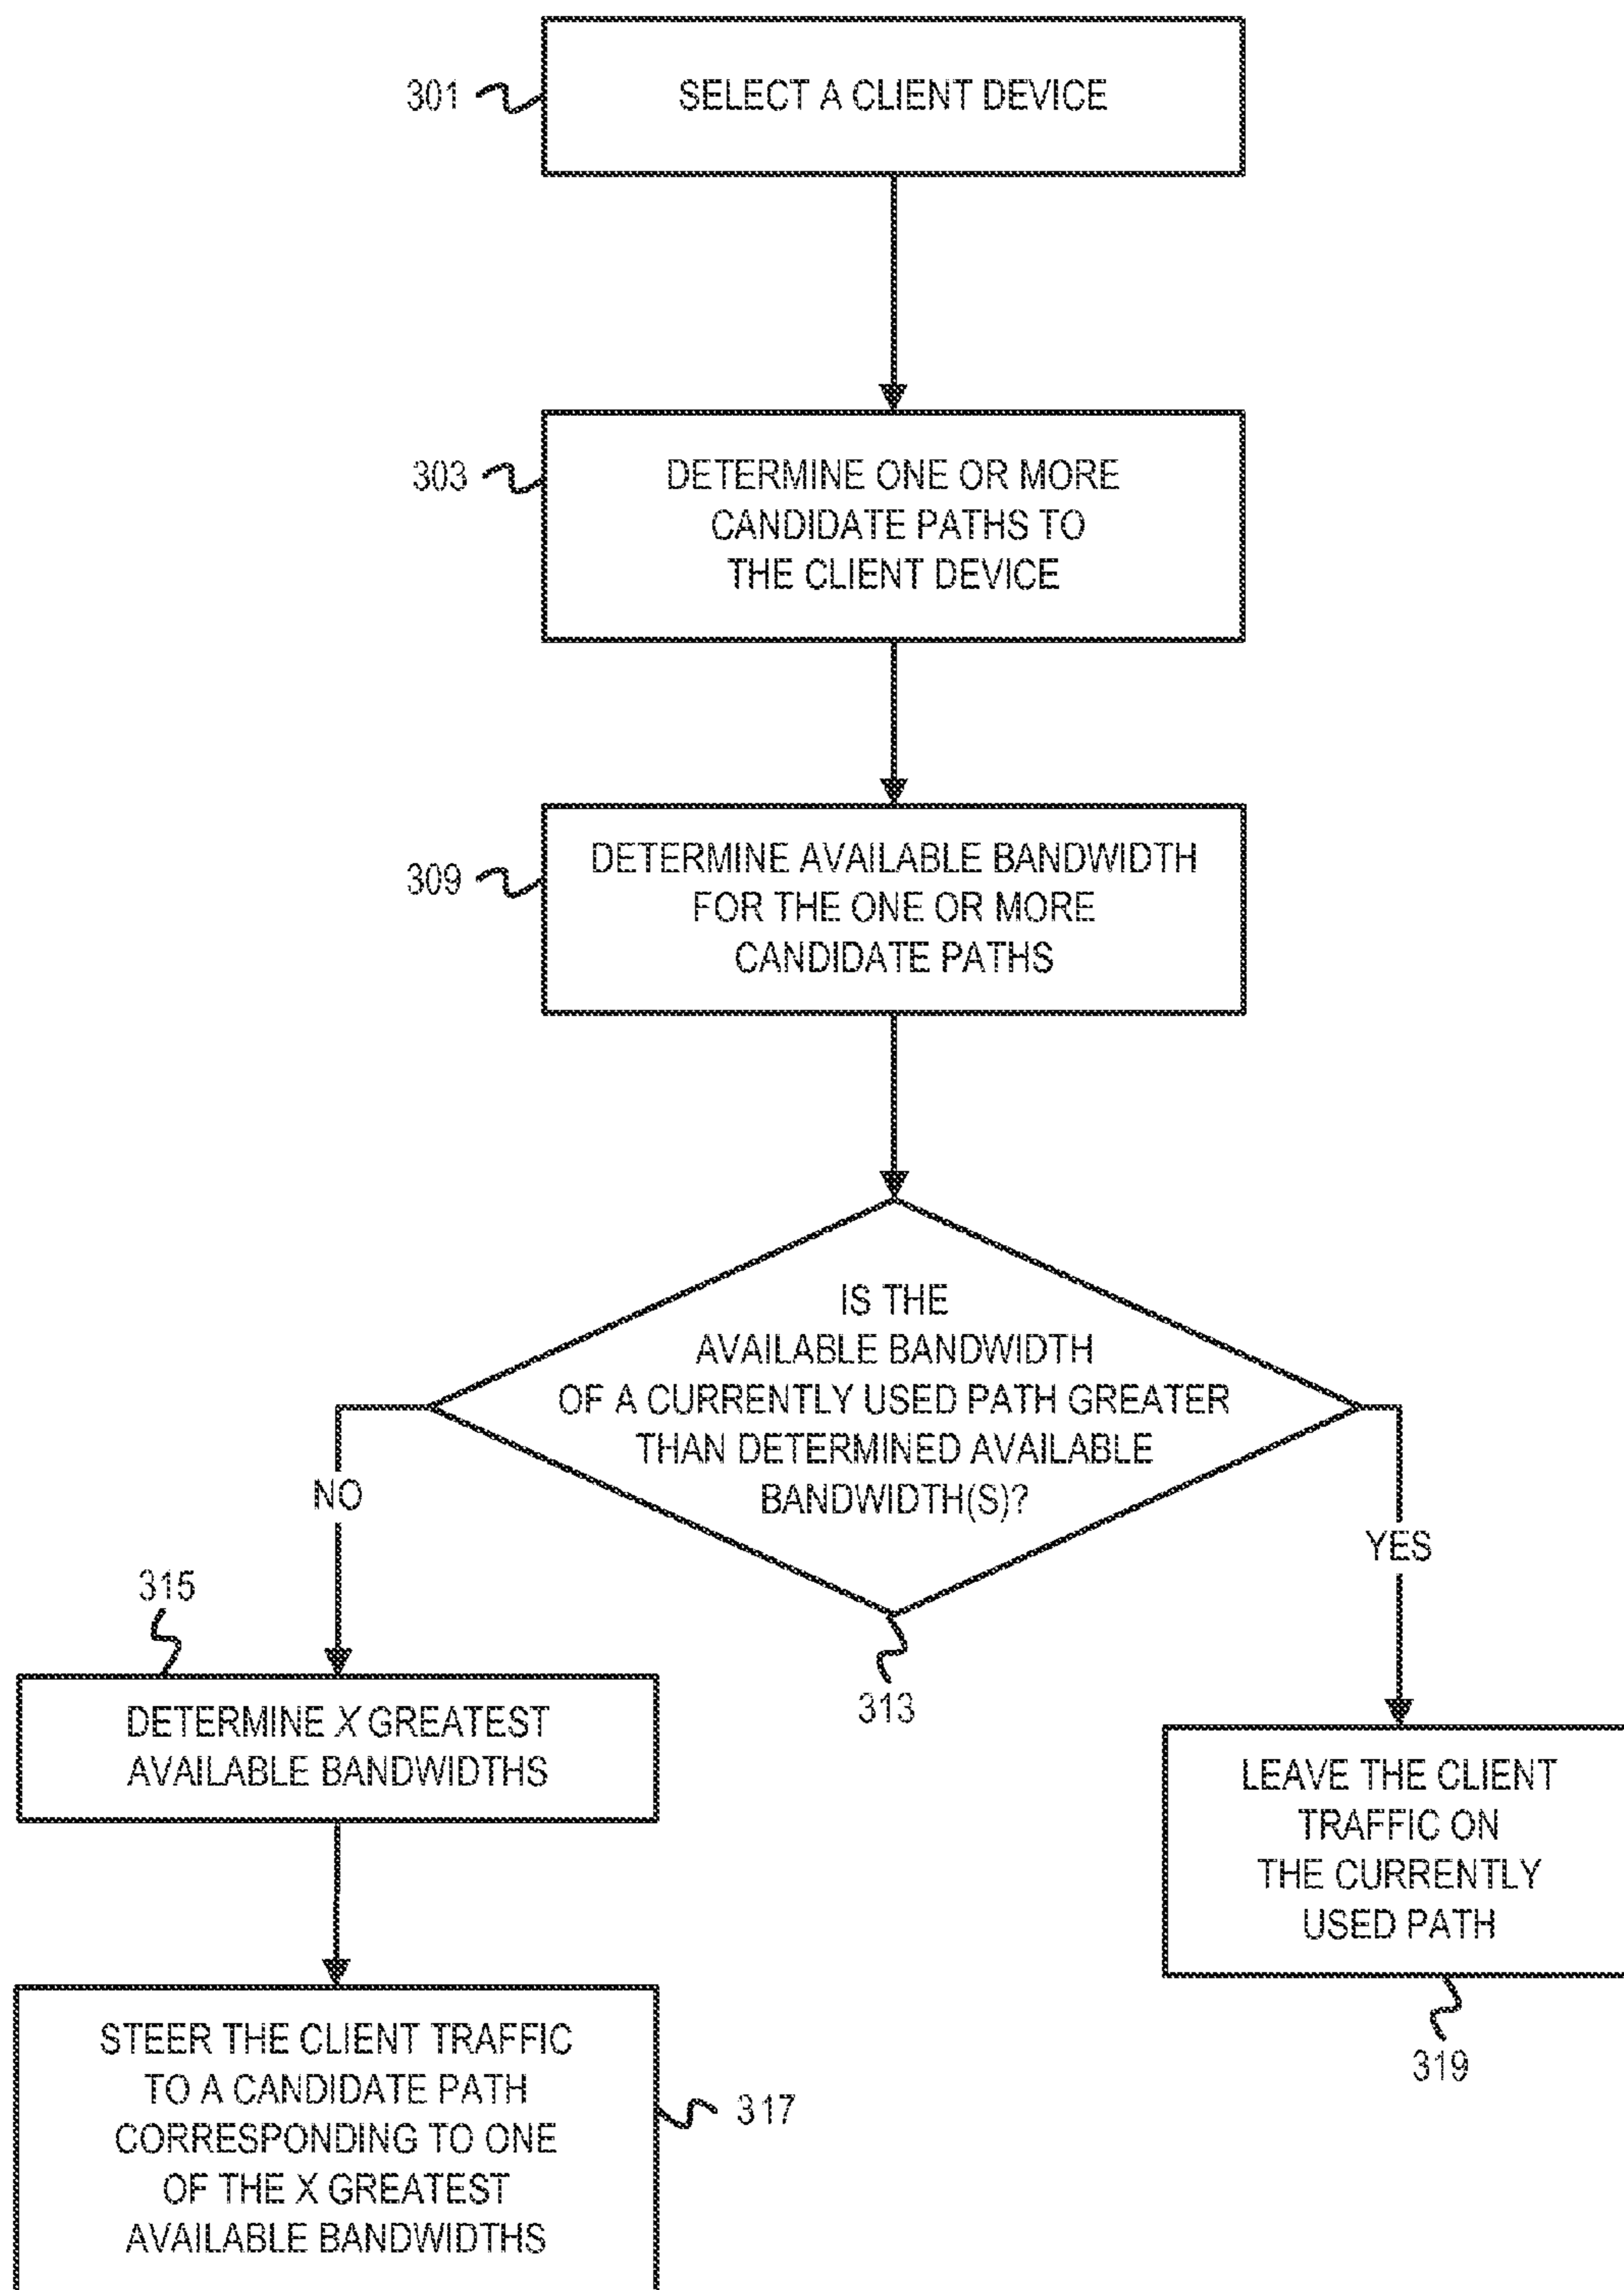 301
SELECT A CLIENT DEVICE
303
DETERMINE ONE OR MORE
CANDIDATE PATHS TO
THE CLIENT DEVICE
309
DETERMINE AVAILABLE BANDWIDTH
FOR THE ONE OR MORE
CANDIDATE PATHS
IS THE
AVAILABLE BANDWIDTH
OF A CURRENTLY USED PATH GREATER
THAN DETERMINED AVAILABLE
BANDWIDTH(S)?
313
NO
YES
315
DETERMINE X GREATEST
AVAILABLE BANDWIDTHS
LEAVE THE CLIENT
TRAFFIC ON
THE CURRENTLY
USED PATH
319
STEER THE CLIENT TRAFFIC
TO A CANDIDATE PATH
CORRESPONDING TO ONE
OF THE X GREATEST
AVAILABLE BANDWIDTHS
317